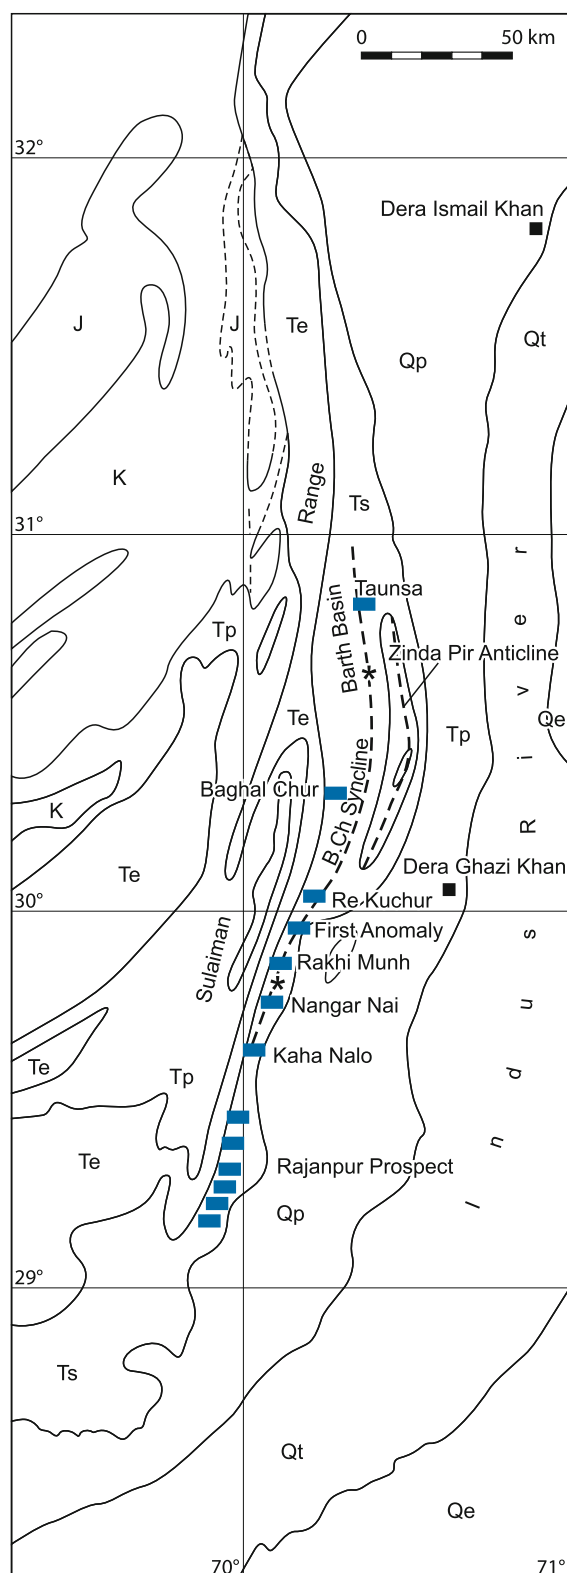 0 50 km
32°
Dera Ismail Khan
J
J
Te
Qt
Qp
K
Range
Ts
31°
Taunsa
Barth Basin
Tp
Zinda Pir Anticline
Te
Tp
Qe
Baghal Chur
B.Ch Syncline
K
Te
Dera Ghazi Khan
30°
Re Kuchur
First Anomaly
Sulaiman
Rakhi Munh
Nangar Nai
Kaha Nalo
Te
Tp
Indus River
Te
Rajanpur Prospect
Qp
29°
Ts
Qt
Qe
70° 71°